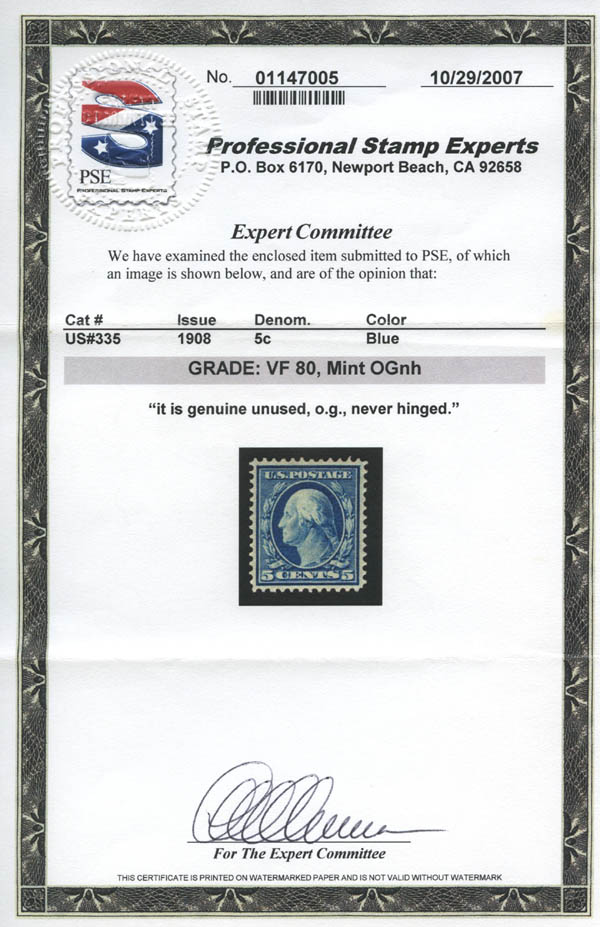 No. 01147005 10/29/2007
PSE
PROFESSIONAL STAMP EXPERTS
Professional Stamp Experts
P.O. Box 6170, Newport Beach, CA 92658
Expert Committee
We have examined the enclosed item submitted to PSE, of which
an image is shown below, and are of the opinion that:
Cat # Issue Denom. Color
US#335 1908 5c Blue
GRADE: VF 80, Mint OGnh
“it is genuine unused, o.g., never hinged.”
U.S. POSTAGE
5 CENTS 5
For The Expert Committee
THIS CERTIFICATE IS PRINTED ON WATERMARKED PAPER AND IS NOT VALID WITHOUT WATERMARK